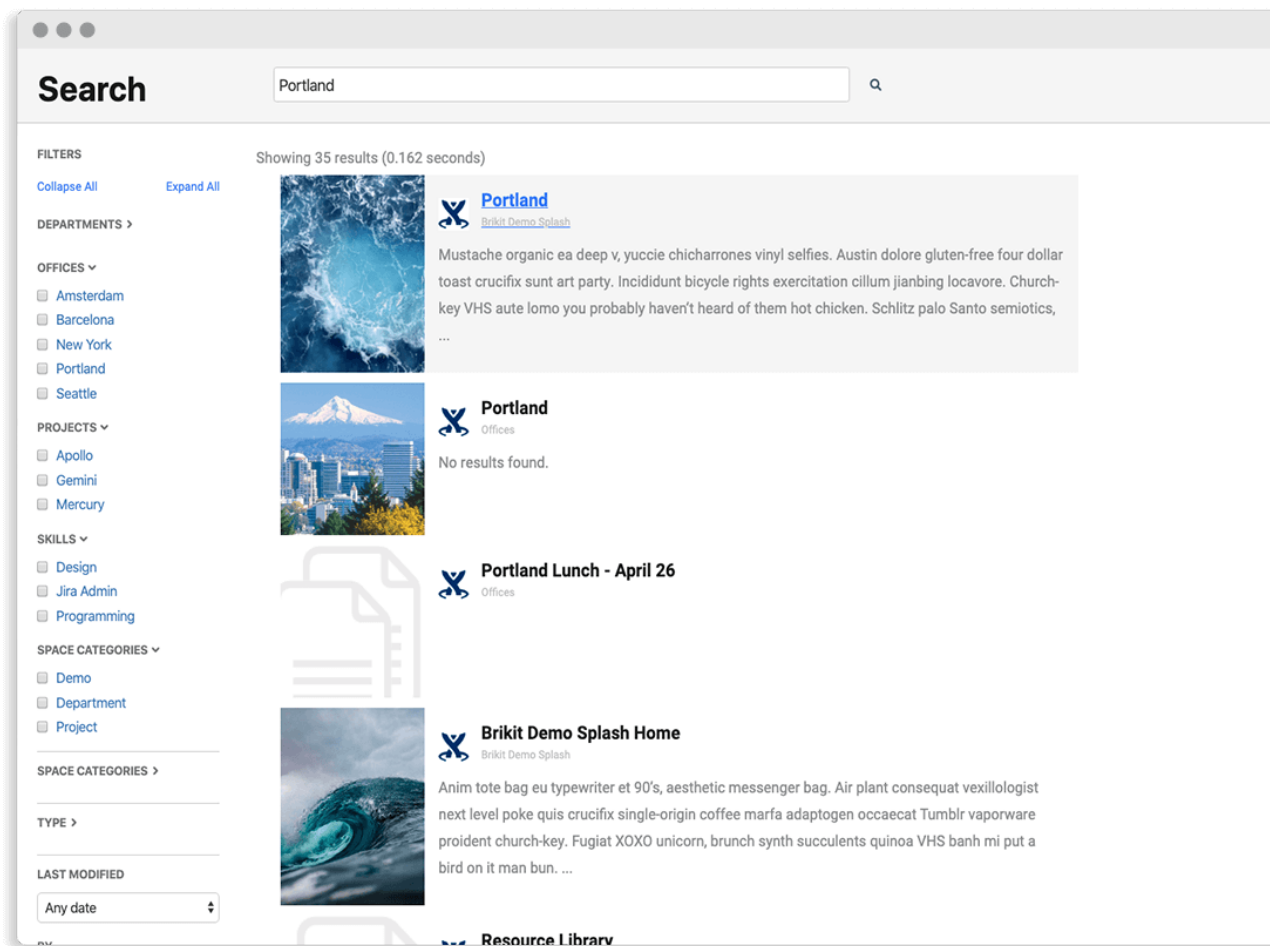 Search
Portland
FILTERS
Collapse All
Expand All
DEPARTMENTS
OFFICES
Amsterdam
Barcelona
New York
Portland
Seattle
PROJECTS
Apollo
Gemini
Mercury
SKILLS
Design
Jira Admin
Programming
SPACE CATEGORIES
Demo
Department
Project
SPACE CATEGORIES
TYPE
LAST MODIFIED
Any date
BY
Showing 35 results (0.162 seconds)
Portland
Brikit Demo Splash
Mustache organic ea deep v, yuccie chicharrones vinyl selfies. Austin dolore gluten-free four dollar
toast crucifix sunt art party. Incididunt bicycle rights exercitation cillum jianbing locavore. Church-
key VHS aute lomo you probably haven’t heard of them hot chicken. Schlitz palo Santo semiotics,
...
Portland
Offices
No results found.
Portland Lunch - April 26
Offices
Brikit Demo Splash Home
Brikit Demo Splash
Anim tote bag eu typewriter et 90’s, aesthetic messenger bag. Air plant consequat vexillologist
next level poke quis crucifix single-origin coffee marfa adaptogen occaecat Tumblr vaporware
proident church-key. Fugiat XOXO unicorn, brunch synth succulents quinoa VHS banh mi put a
bird on it man bun. ...
Resource Library